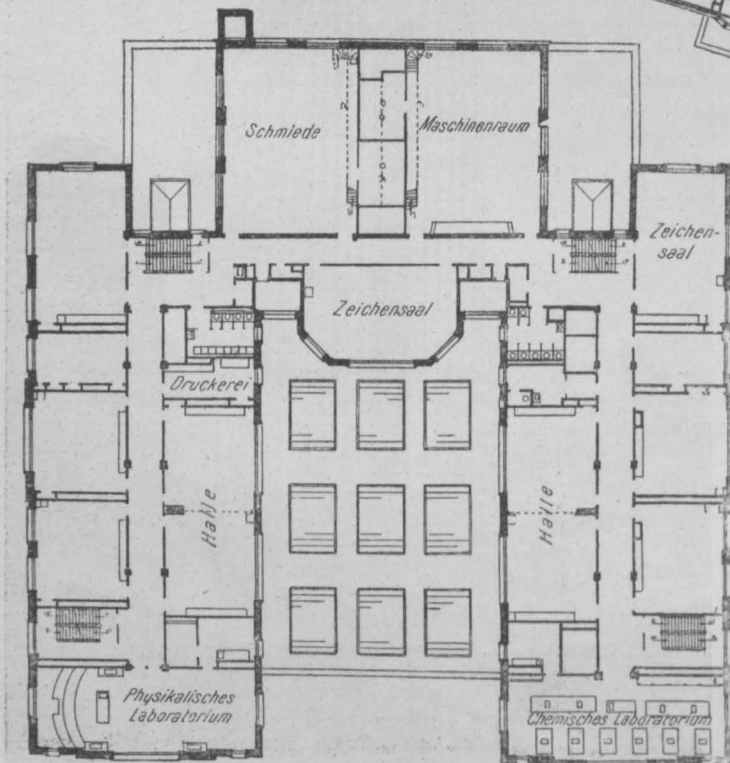 Schmiede
Maschinenraum
Zeichen-
saal
Zeichensaal
Druckerei
Halle
Halle
Physikalisches
Laboratorium
Chemisches Laboratorium